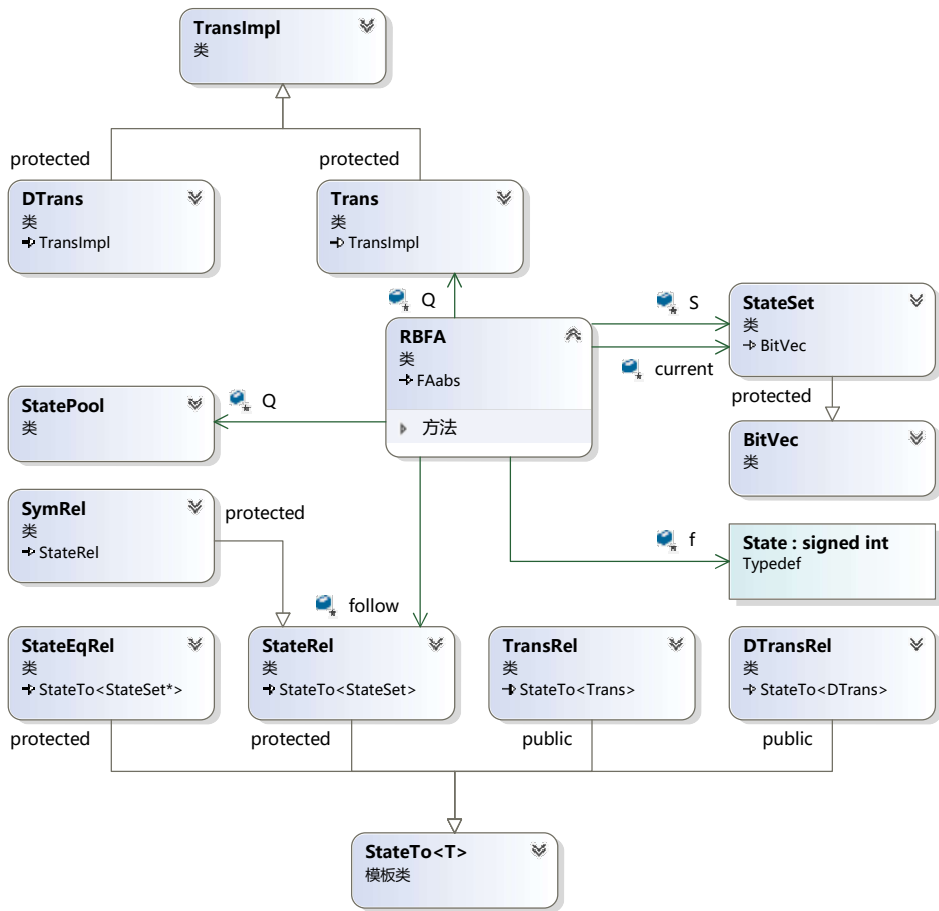 TransImpl
类
protected
protected
DTrans
类
TransImpl
Trans
类
TransImpl
Q
S
StateSet
类
BitVec
RBFA
类
FAabs
方法
current
protected
StatePool
类
Q
BitVec
类
SymRel
类
StateRel
protected
f
State : signed int
Typedef
follow
StateEqRel
类
StateTo<StateSet*>
StateRel
类
StateTo<StateSet>
TransRel
类
StateTo<Trans>
DTransRel
类
StateTo<DTrans>
protected
protected
public
public
StateTo<T>
模板类